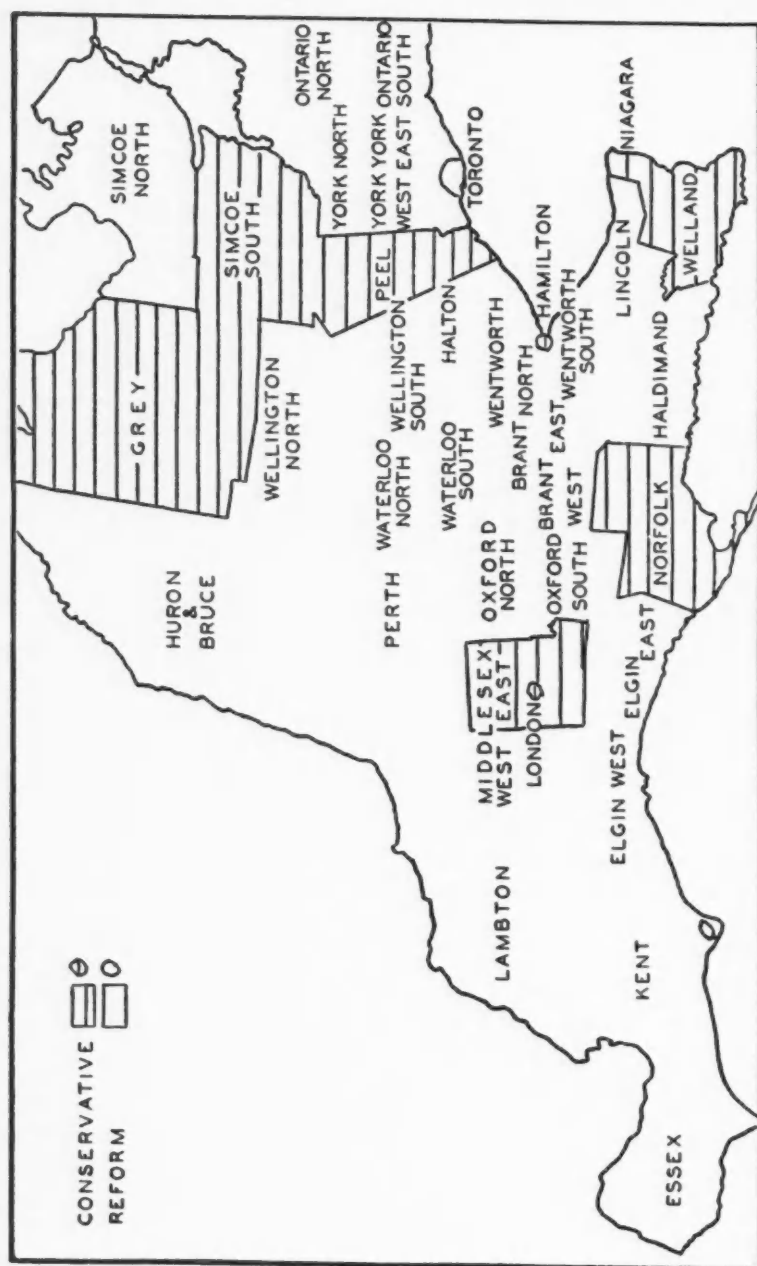 CONSERVATIVE
REFORM
SIMCOE
NORTH
GREY
SIMCOE
SOUTH
HURON
&
BRUCE
WELLINGTON
NORTH
ONTARIO
NORTH
YORK NORTH
YORK YORK ONTARIO
WEST EAST SOUTH
PEEL
WATERLOO
NORTH
WELLINGTON
SOUTH
PERTH
HALTON
TORONTO
WATERLOO
SOUTH
WENTWORTH
NORTH
OXFORD
NORTH
BRANT
HAMILTON
MIDDLESEX
WEST EAST
LONDON
LAMBTON
OXFORD
SOUTH
BRANT EAST
WEST
WENTWORTH
SOUTH
LINCOLN
NIAGARA
WELLAND
HALDIMAND
NORFOLK
ELGIN EAST
ELGIN WEST
KENT
ESSEX